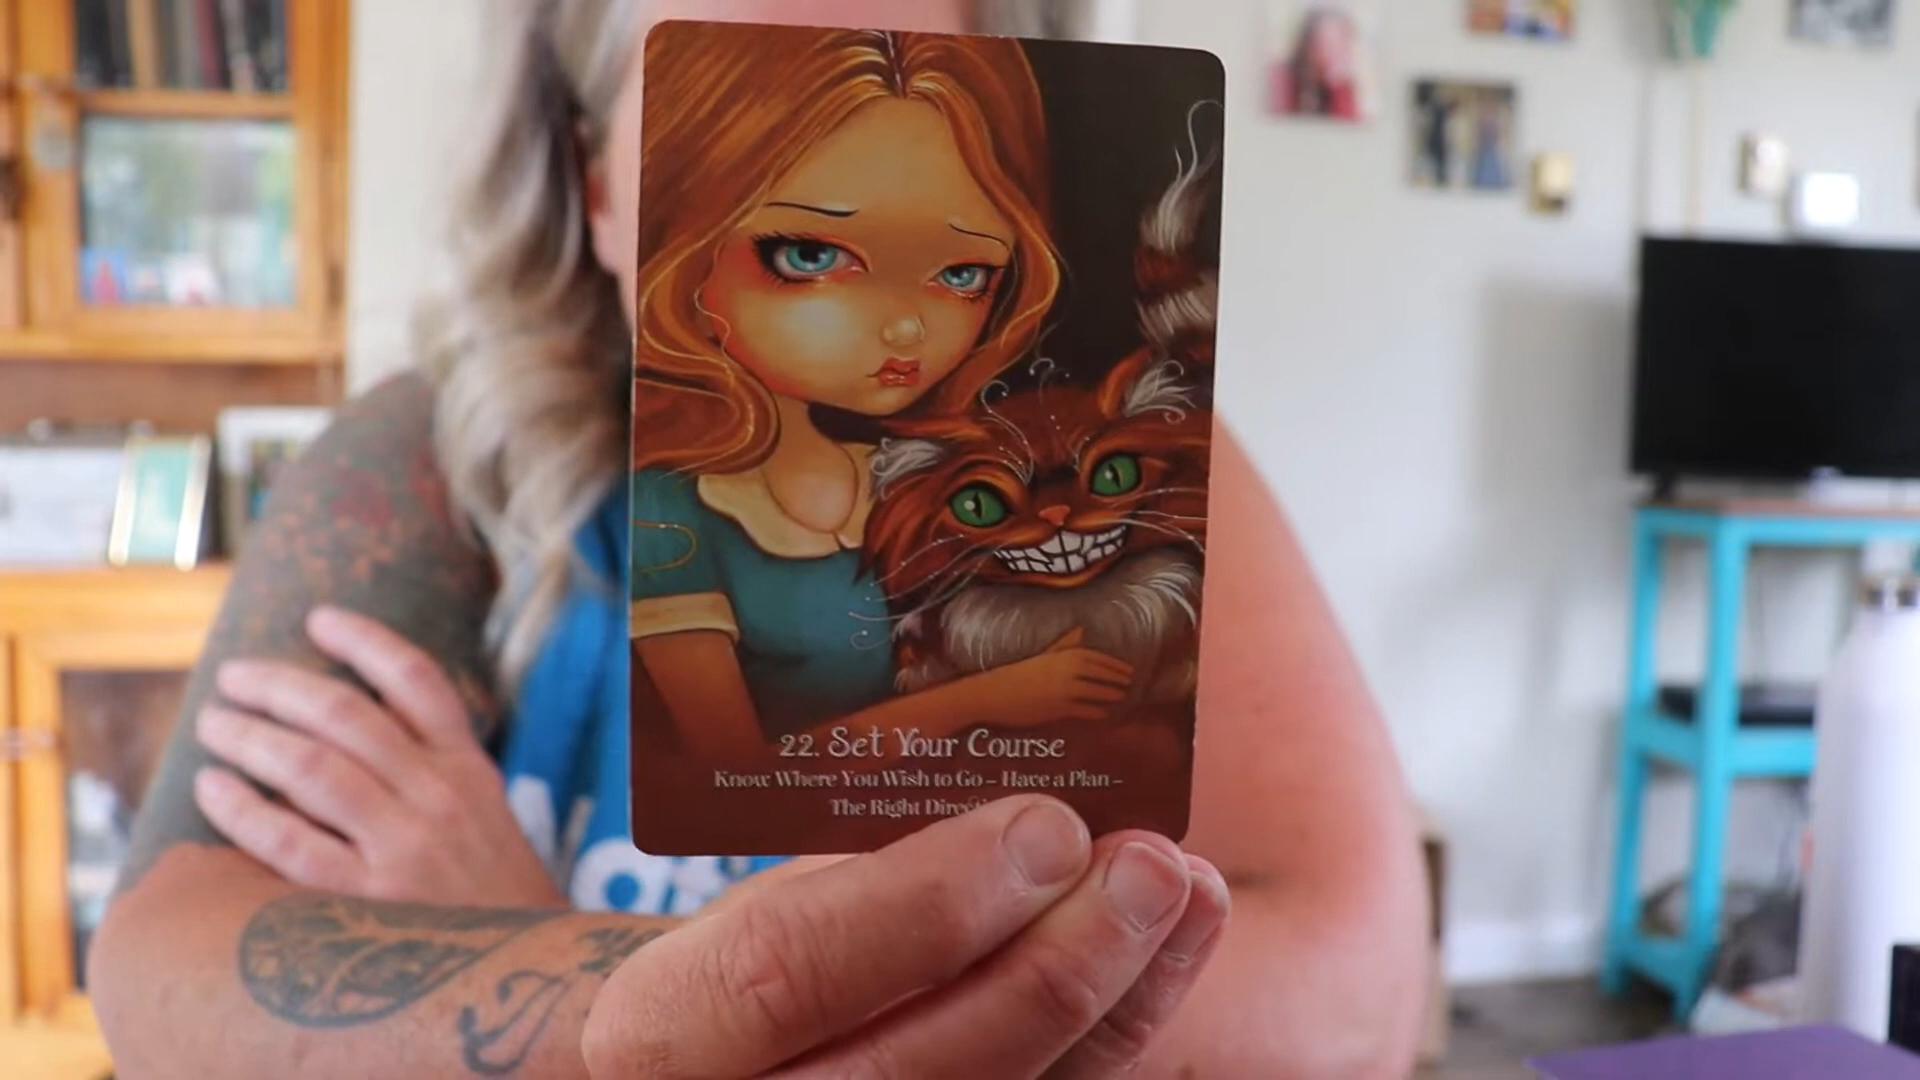 22. Set Your Course
Know Where You Wish to Go – Have a Plan –
The Right